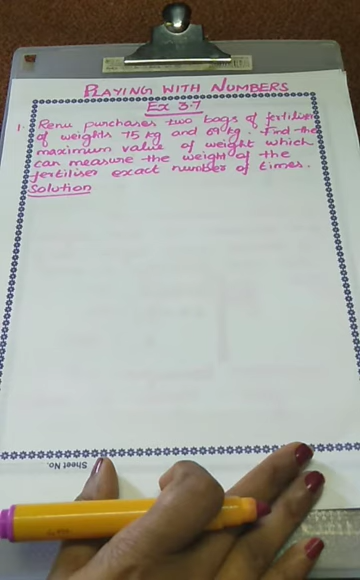 PLAYING WITH NUMBERS
Ex 3.7
1. Renu purchases two bags of fertiliser
of weights 75 kg and 69 kg. Find the
maximum value of weight which
can measure the weight of the
fertiliser exact number of times.
Solution
Sheet No.